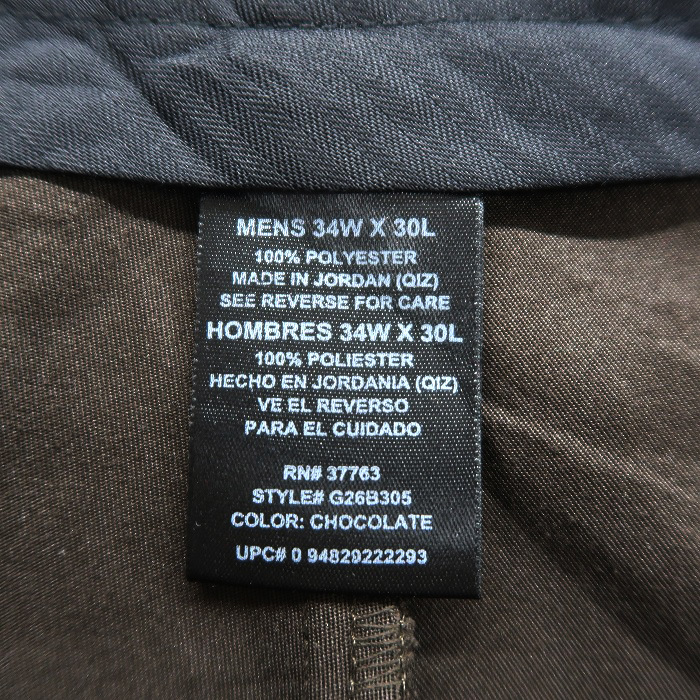 MENS 34W X 30L
100% POLYESTER
MADE IN JORDAN (QIZ)
SEE REVERSE FOR CARE
HOMBRES 34W X 30L
100% POLIESTER
HECHO EN JORDANIA (QIZ)
VE EL REVERSO
PARA EL CUIDADO
RN# 37763
STYLE# G26B305
COLOR: CHOCOLATE
UPC# 0 94829222293